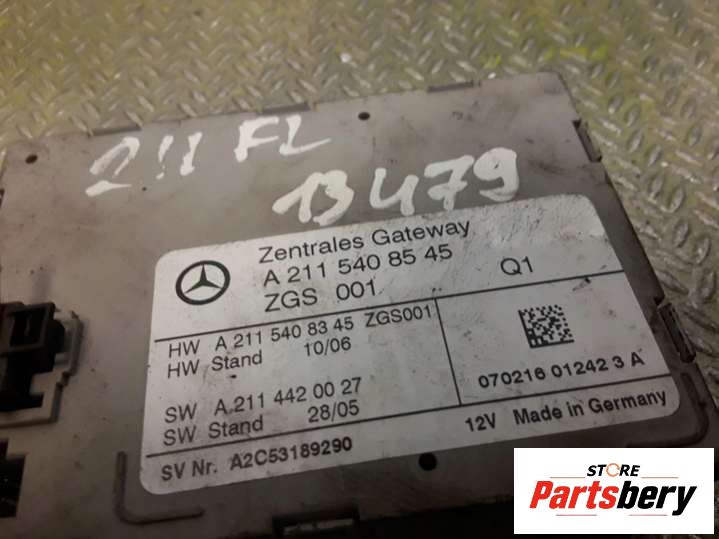 211 FL
13479
Zentrales Gateway
A 211 540 85 45
ZGS 001 Q1
HW A 211 540 83 45 ZGS001
HW Stand 10/06
SW A 211 442 00 27
SW Stand 28/05
070216 012423 A
SV Nr. A2C53189290 12V Made in Germany
STORE
Partsbery